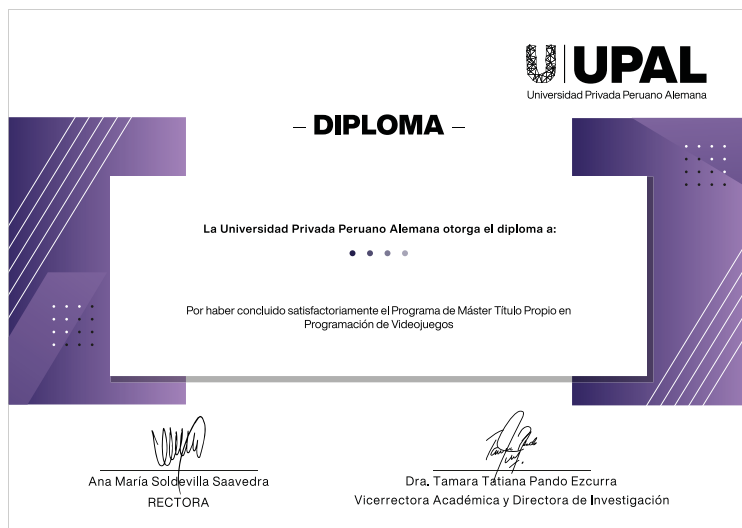 UPAL
Universidad Privada Peruano Alemana
– DIPLOMA –
La Universidad Privada Peruano Alemana otorga el diploma a:
Por haber concluido satisfactoriamente el Programa de Máster Título Propio en
Programación de Videojuegos
Ana María Soldevilla Saavedra
RECTORA
Dra. Tamara Tatiana Pando Ezcurra
Vicerrectora Académica y Directora de Investigación